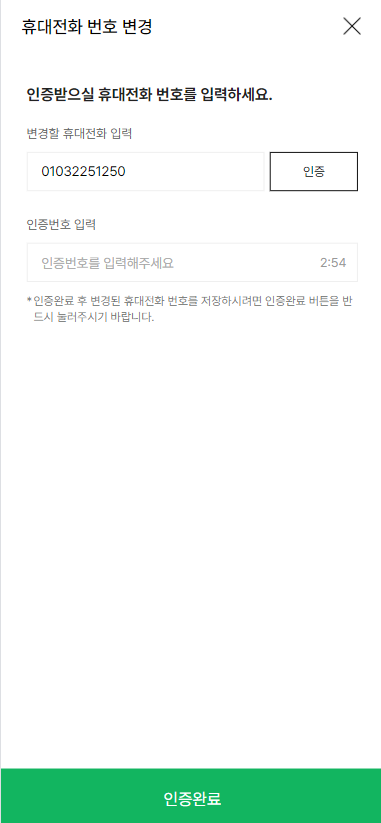 휴대전화 번호 변경
인증받으실 휴대전화 번호를 입력하세요.
변경할 휴대전화 입력
01032251250
인증
인증번호 입력
인증번호를 입력해주세요
2:54
* 인증완료 후 변경된 휴대전화 번호를 저장하시려면 인증완료 버튼을 반
드시 눌러주시기 바랍니다.
인증완료